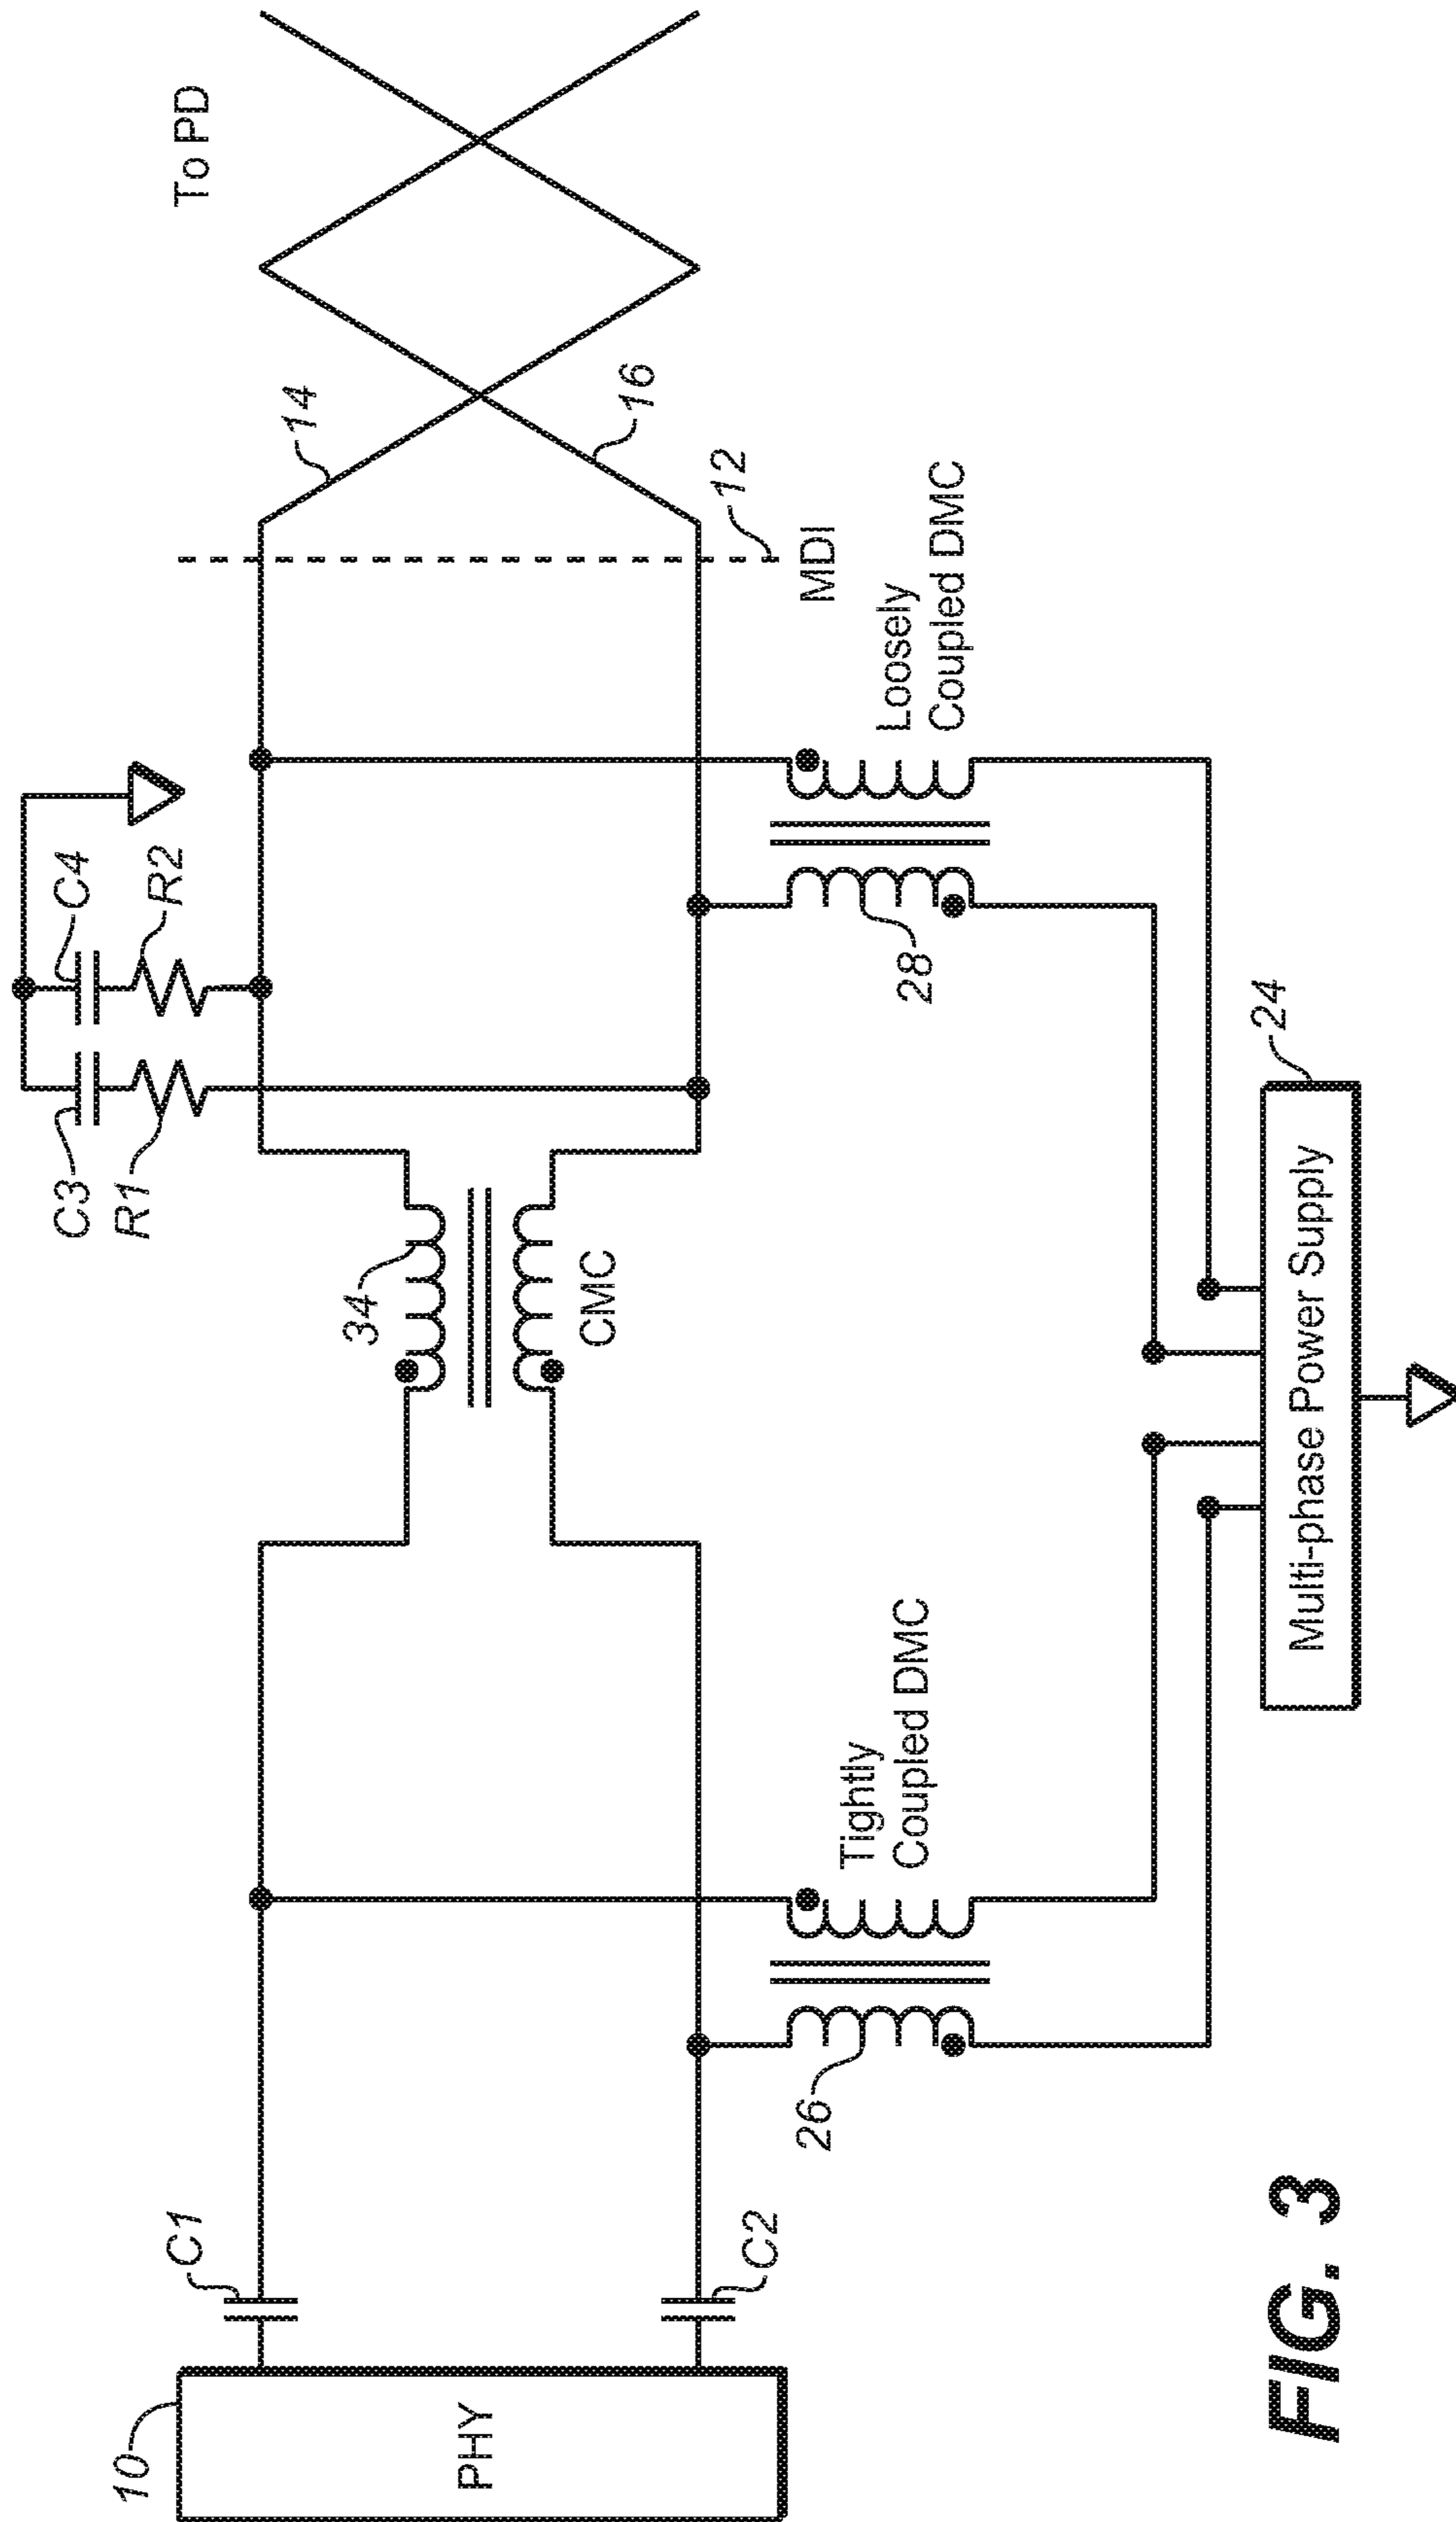 10
PHY
C1
C2
26
Tightly
Coupled DMC
34
CMC
C3
R1
C4
R2
28
Loosely
Coupled DMC
MDI
12
14
16
To PD
24
Multi-phase Power Supply
FIG. 3